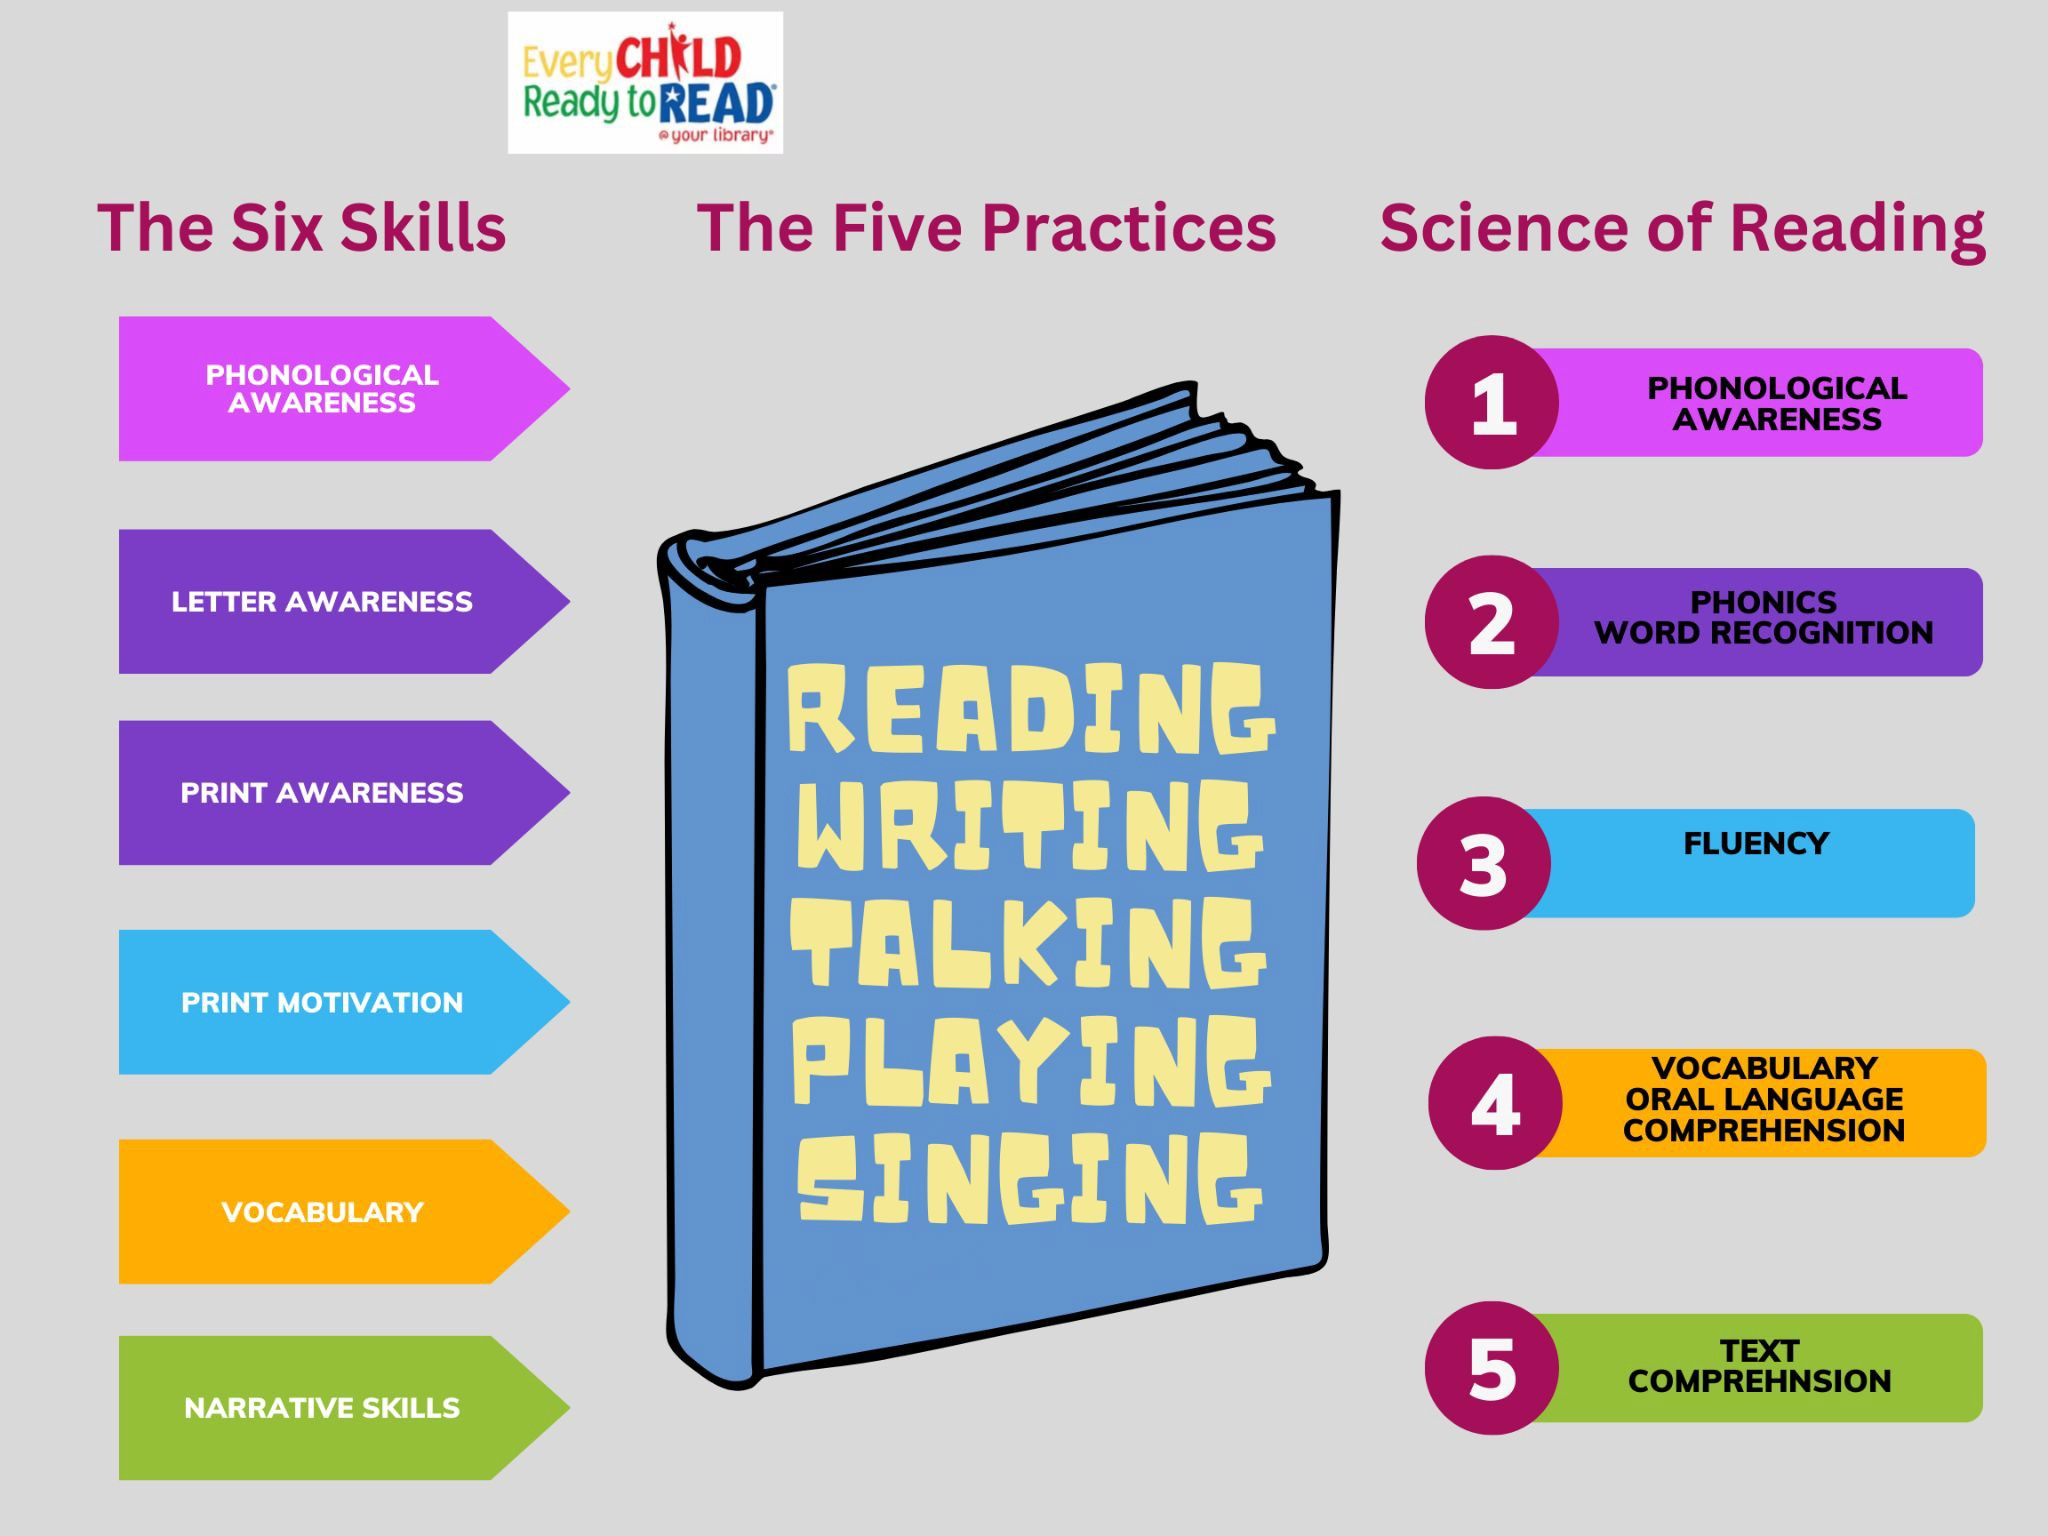 Every CHILD
Ready to READ®
@ your library®
The Six Skills
PHONOLOGICAL
AWARENESS
LETTER AWARENESS
PRINT AWARENESS
PRINT MOTIVATION
VOCABULARY
NARRATIVE SKILLS
The Five Practices
READING
WRITING
TALKING
PLAYING
SINGING
Science of Reading
1
PHONOLOGICAL
AWARENESS
2
PHONICS
WORD RECOGNITION
3
FLUENCY
4
VOCABULARY
ORAL LANGUAGE
COMPREHENSION
5
TEXT
COMPREHNSION